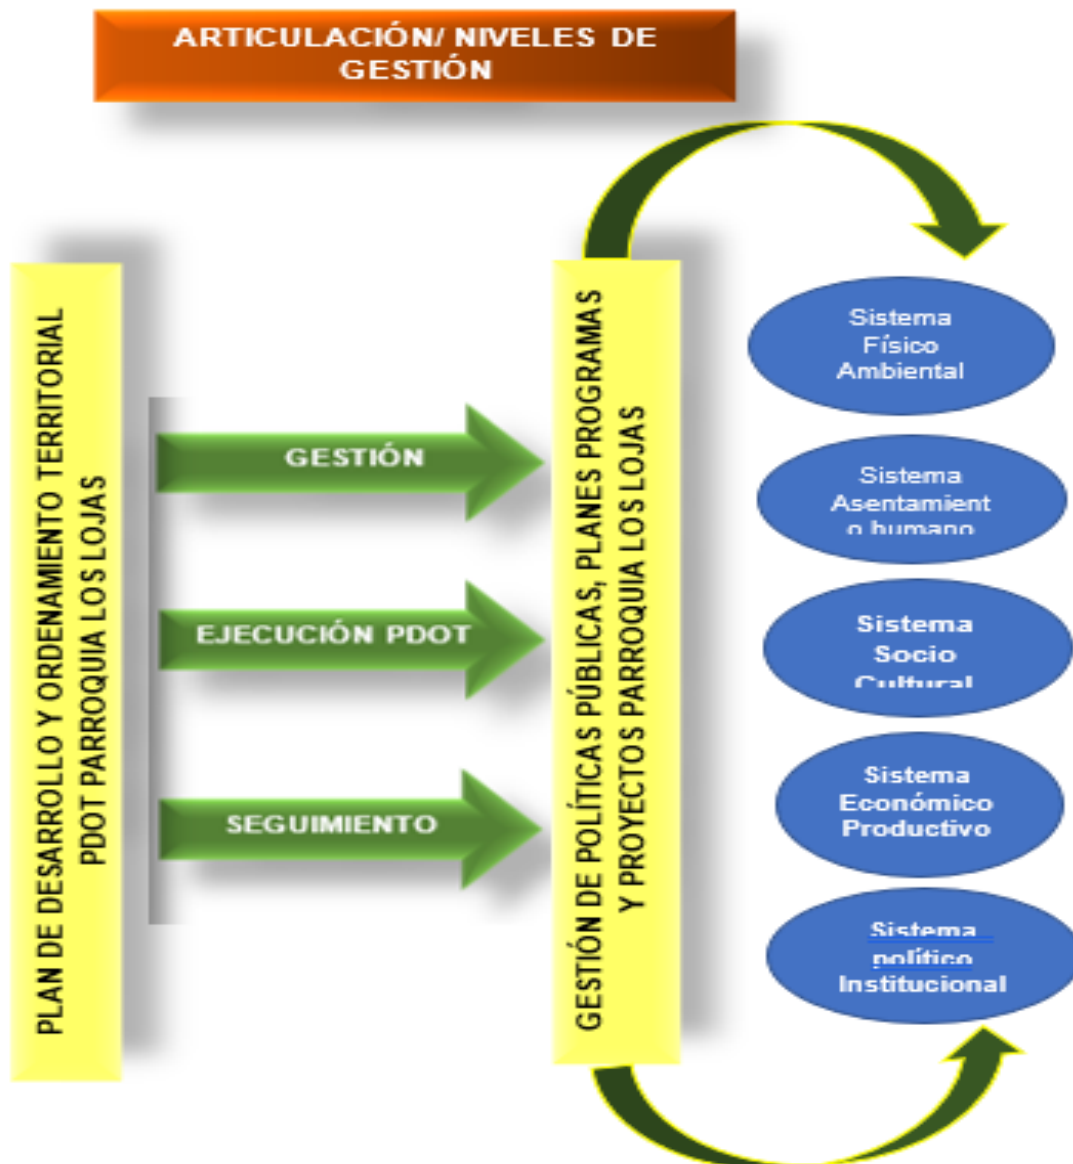 ARTICULACIÓN/ NIVELES DE
GESTIÓN
PLAN DE DESARROLLO Y ORDENAMIENTO TERRITORIAL
PDOT PARROQUIA LOS LOJAS
GESTIÓN
EJECUCIÓN PDOT
SEGUIMIENTO
GESTIÓN DE POLÍTICAS PÚBLICAS, PLANES PROGRAMAS
Y PROYECTOS PARROQUIA LOS LOJAS
Sistema
Físico
Ambiental
Sistema
Asentamient
o humano
Sistema
Socio
Cultural
Sistema
Económico
Productivo
Sistema
político
Institucional